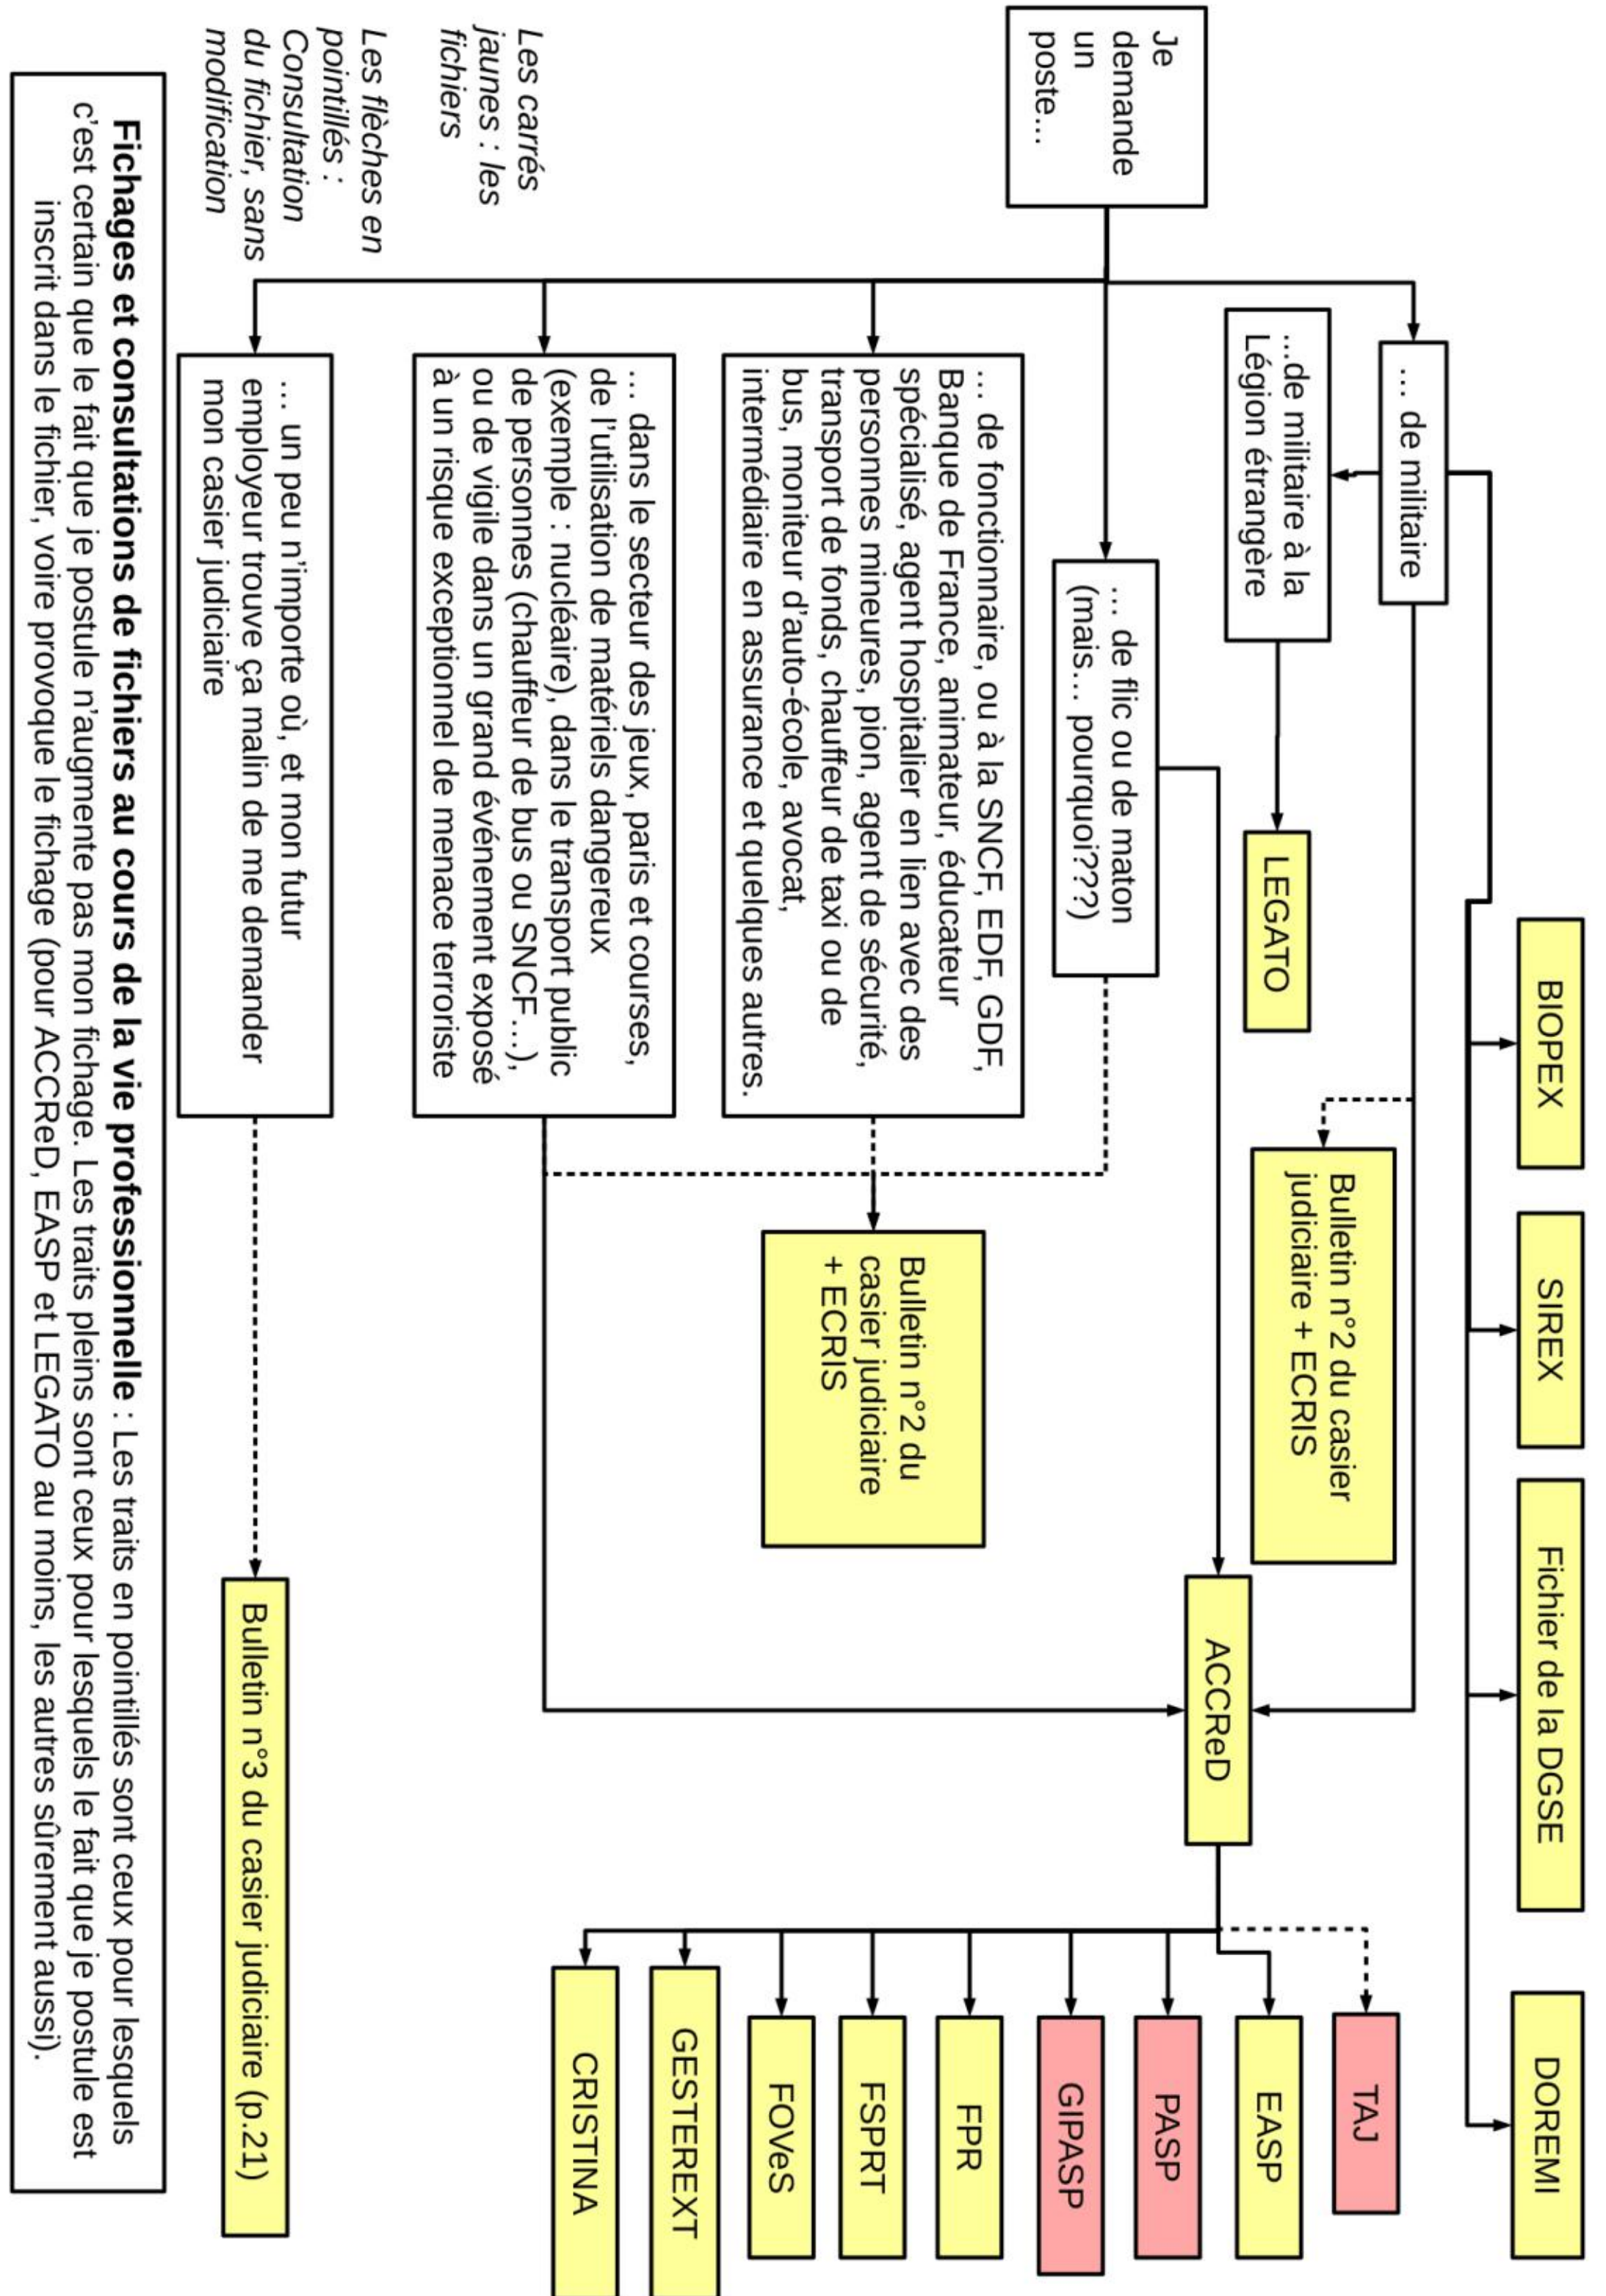 BIOPEX
SIREX
Fichier de la DGSE
DOREMI
… de militaire
…de militaire à la
Légion étrangère
LEGATO
Bulletin n°2 du casier
judiciaire + ECRIS
Je
demande
un
poste…
… de flic ou de maton
(mais… pourquoi???)
ACCReD
TAJ
EASP
PASP
GIPASP
FPR
FSPRT
FOVeS
GESTEREXT
CRISTINA
… de fonctionnaire, ou à la SNCF, EDF, GDF,
Banque de France, animateur, éducateur
spécialisé, agent hospitalier en lien avec des
personnes mineures, pion, agent de sécurité,
transport de fonds, chauffeur de taxi ou de
bus, moniteur d'auto-école, avocat,
intermédiaire en assurance et quelques autres.
Bulletin n°2 du
casier judiciaire
+ ECRIS
… dans le secteur des jeux, paris et courses,
de l'utilisation de matériels dangereux
(exemple : nucléaire), dans le transport public
de personnes (chauffeur de bus ou SNCF…),
ou de vigile dans un grand événement exposé
à un risque exceptionnel de menace terroriste
… un peu n'importe où, et mon futur
employeur trouve ça malin de me demander
mon casier judiciaire
Bulletin n°3 du casier judiciaire (p.21)
Les carrés
jaunes : les
fichiers
Les flèches en
pointillés :
Consultation
du fichier, sans
modification
Fichages et consultations de fichiers au cours de la vie professionnelle : Les traits en pointillés sont ceux pour lesquels
c'est certain que le fait que je postule n'augmente pas mon fichage. Les traits pleins sont ceux pour lesquels le fait que je postule est
inscrit dans le fichier, voire provoque le fichage (pour ACCReD, EASP et LEGATO au moins, les autres sûrement aussi).